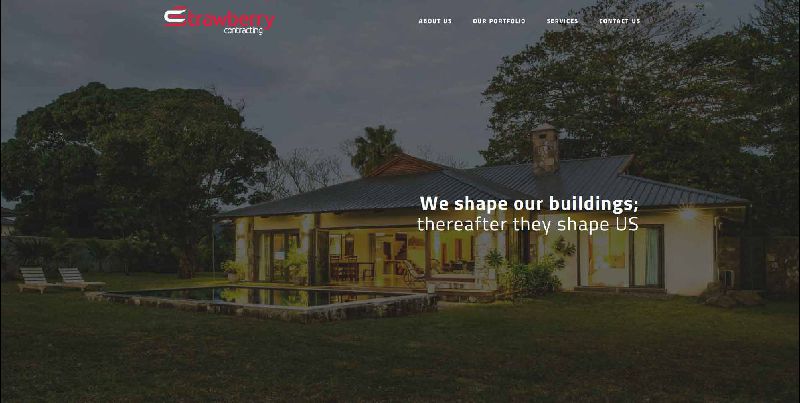 Strawberry
contracting
ABOUT US OUR PORTFOLIO SERVICES CONTACT US
We shape our buildings;
thereafter they shape US